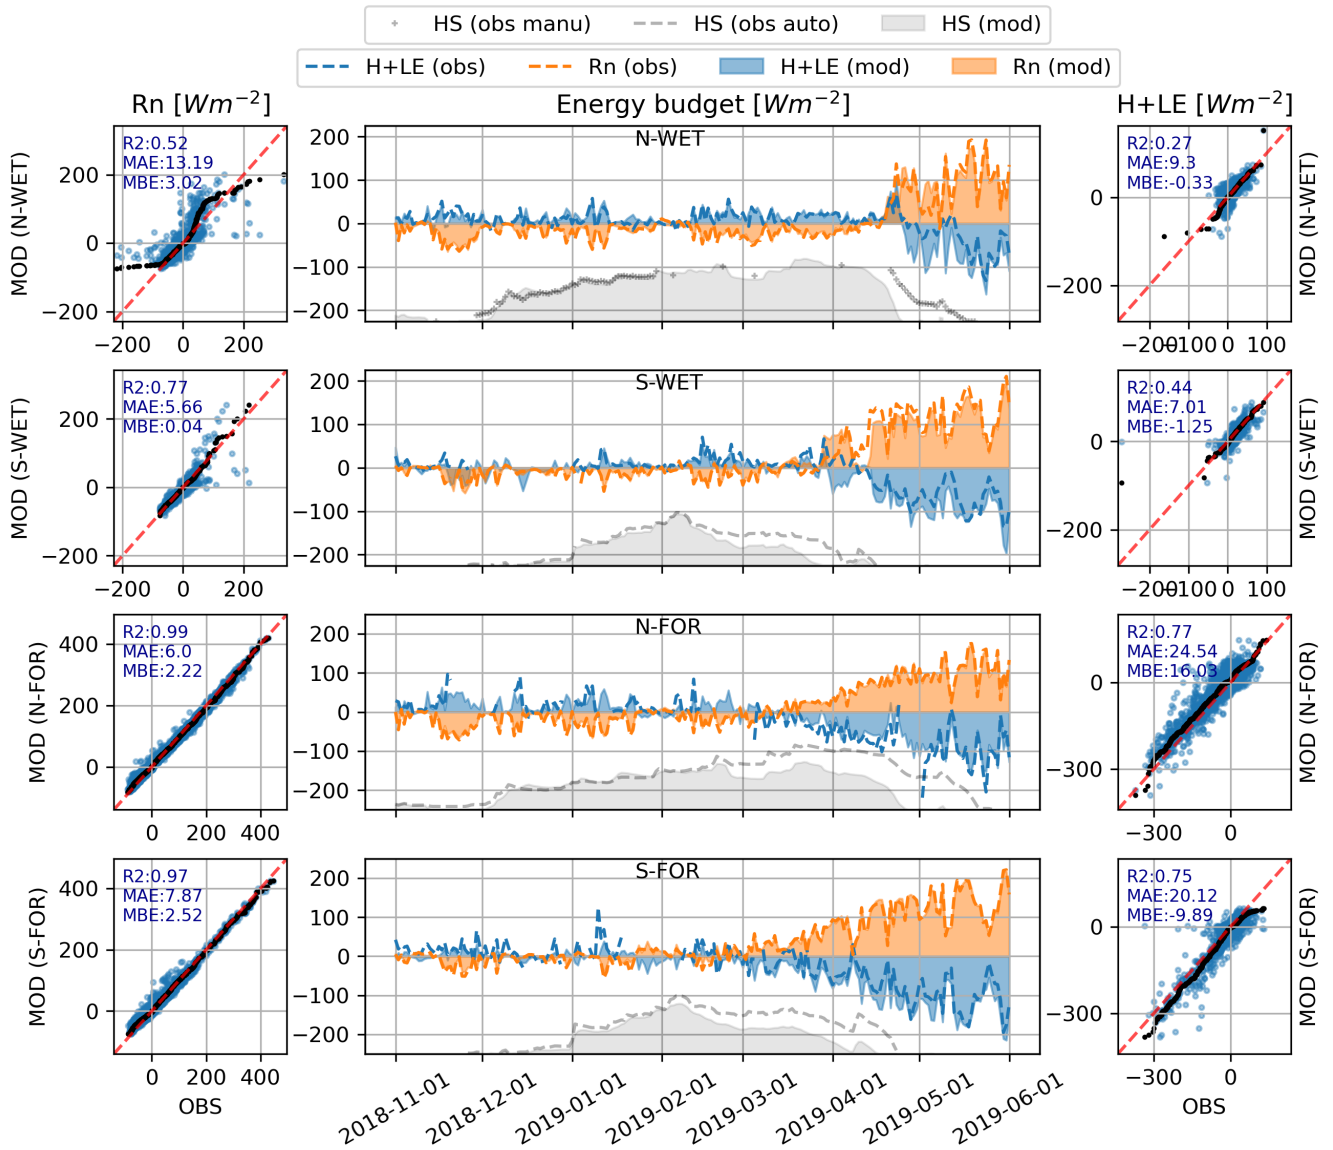 HS (obs manu) HS (obs auto) HS (mod)
H+LE (obs) Rn (obs) H+LE (mod) Rn (mod)
Rn [Wm⁻²] Energy budget [Wm⁻²] H+LE [Wm⁻²]
MOD (N-WET)
200
0
−200
R2:0.52
MAE:13.19
MBE:3.02
−200 0 200
N-WET
200
100
0
−100
−200
R2:0.27
MAE:9.3
MBE:-0.33
0
−200
−200 −100 0 100
MOD (N-WET)
MOD (S-WET)
200
0
−200
R2:0.77
MAE:5.66
MBE:0.04
−200 0 200
S-WET
200
100
0
−100
−200
R2:0.44
MAE:7.01
MBE:-1.25
0
−200
−200 −100 0 100
MOD (S-WET)
MOD (N-FOR)
400
200
0
R2:0.99
MAE:6.0
MBE:2.22
0 200 400
N-FOR
200
100
0
−100
−200
R2:0.77
MAE:24.54
MBE:16.03
0
−300
−300 0
MOD (N-FOR)
MOD (S-FOR)
400
200
0
R2:0.97
MAE:7.87
MBE:2.52
0 200 400
OBS
S-FOR
200
100
0
−100
−200
2018-11-01 2018-12-01 2019-01-01 2019-02-01 2019-03-01 2019-04-01 2019-05-01 2019-06-01
R2:0.75
MAE:20.12
MBE:-9.89
0
−300
−300 0
OBS
MOD (S-FOR)